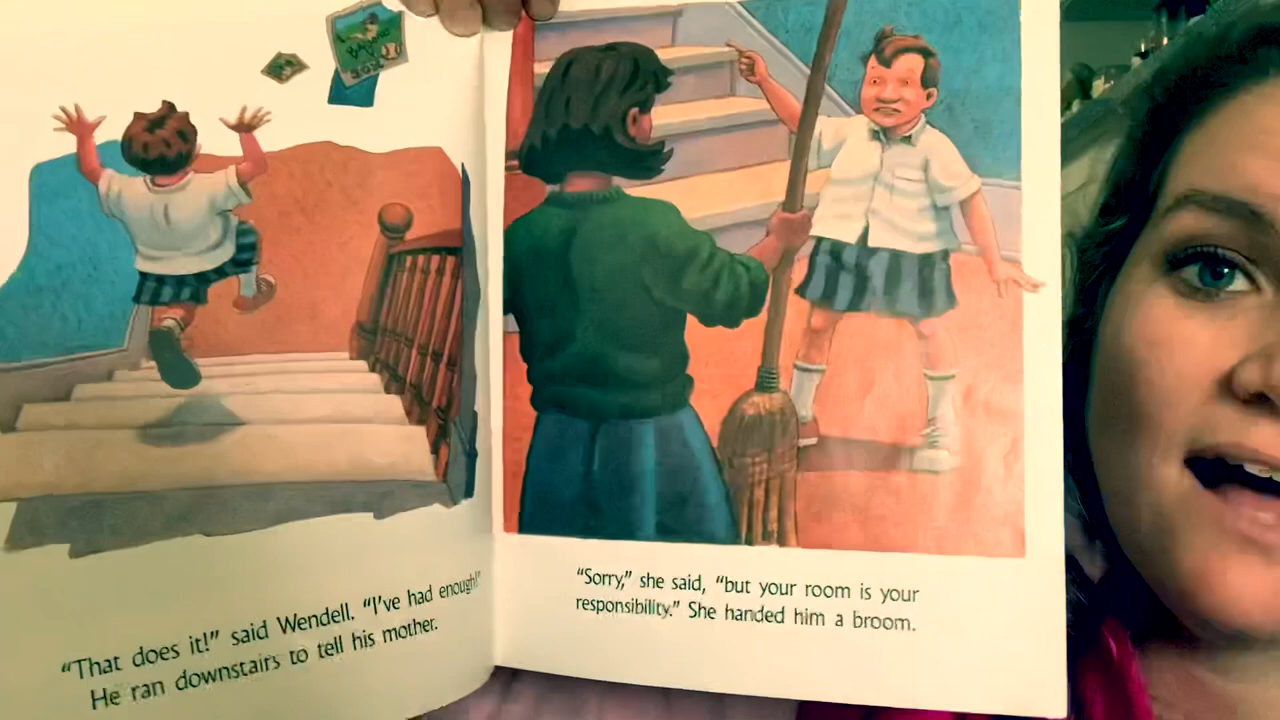 “That does it!” said Wendell. “I’ve had enough!”
He ran downstairs to tell his mother.
“Sorry,” she said, “but your room is your
responsibility.” She handed him a broom.